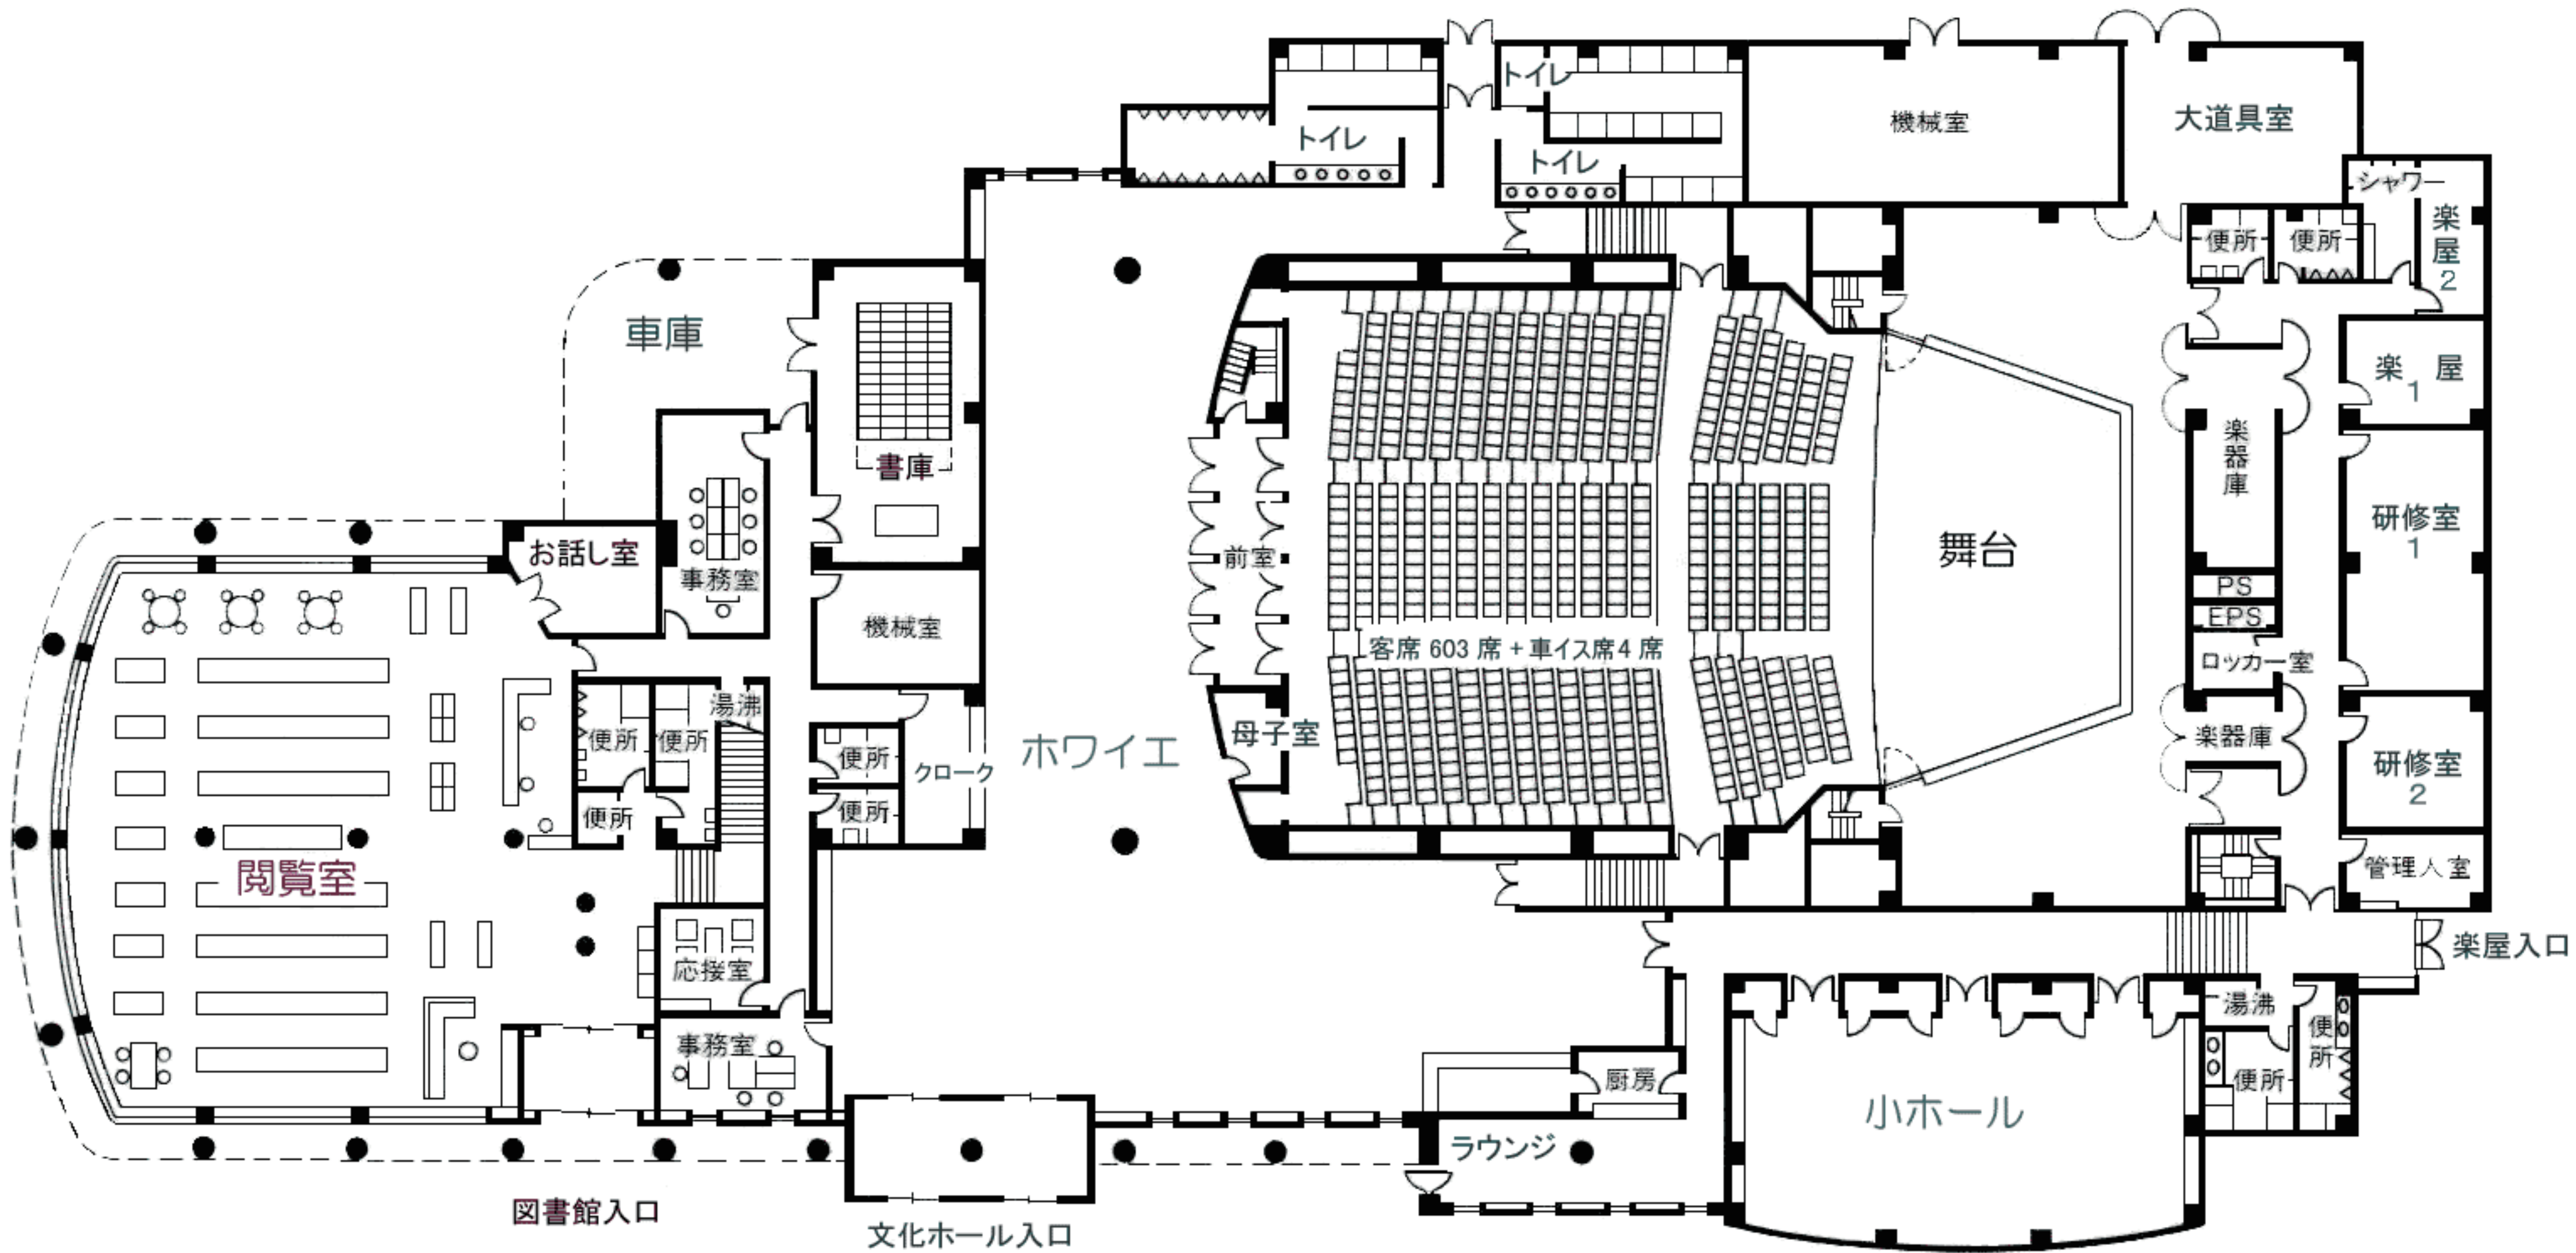 トイレ
トイレ
トイレ
機械室
大道具室
シャワー
便所
便所
楽屋
2
車庫
楽屋
1
書庫
楽器庫
お話し室
事務室
前室
舞台
研修室
1
PS
EPS
機械室
客席 603 席 + 車イス席4 席
ロッカー室
湯沸
便所
便所
母子室
ホワイエ
便所
クローク
楽器庫
研修室
2
便所
便所
閲覧室
管理人室
応接室
楽屋入口
湯沸
便所
事務室
厨房
便所
小ホール
ラウンジ
図書館入口
文化ホール入口